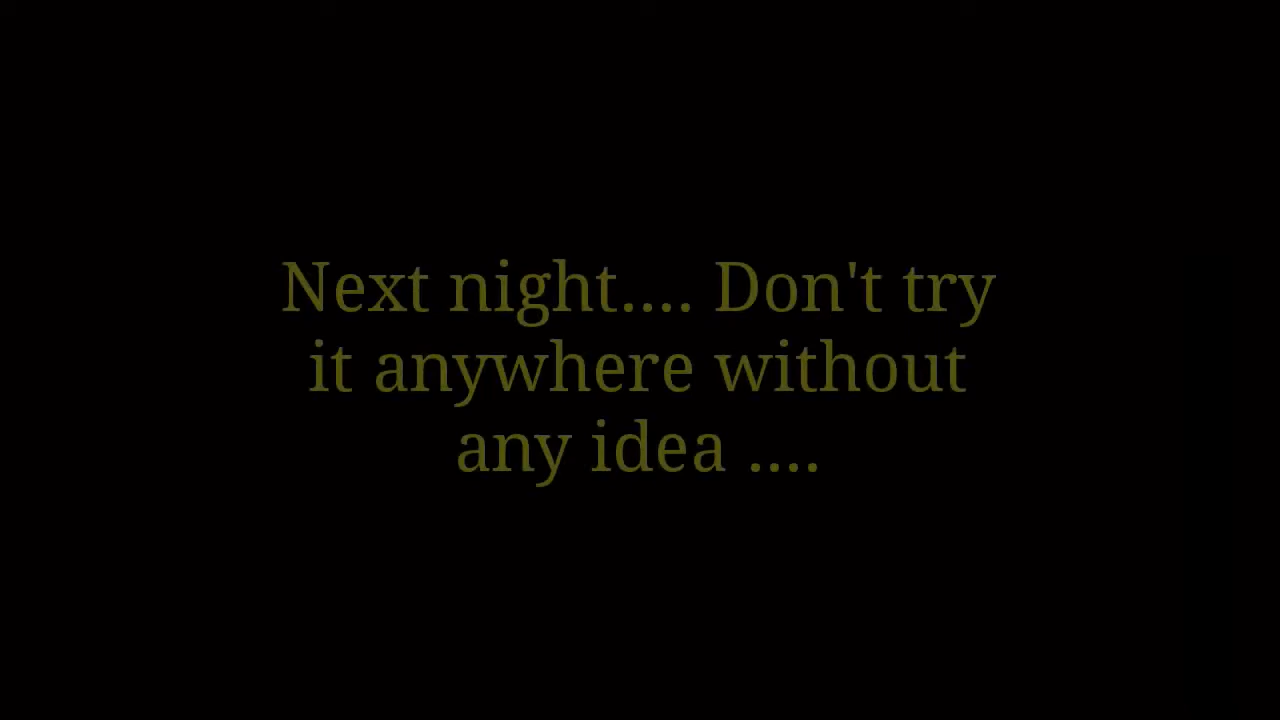 Next night.... Don't try
it anywhere without
any idea ....